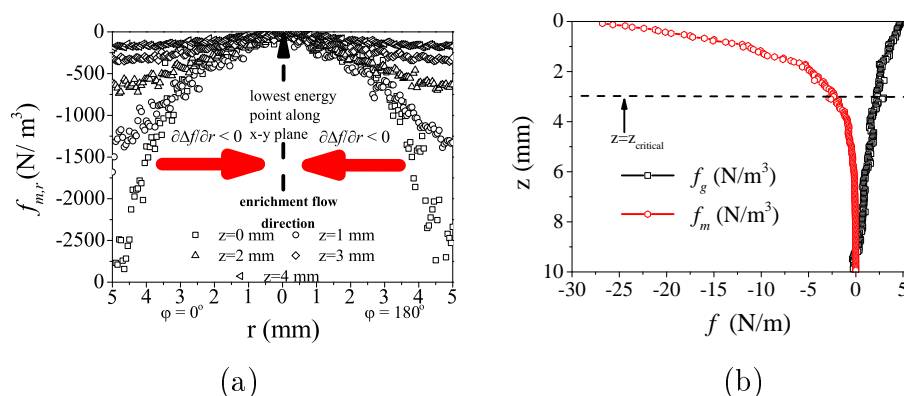 0
-500
-1000
-1500
-2000
-2500
0
f_{m,r} (N/ m^3)
lowest energy
point along
x-y plane
∂Δf/∂r < 0
∂Δf/∂r < 0
enrichment flow
direction
z=0 mm
z=1 mm
z=2 mm
z=3 mm
z=4 mm
5 4 3 2 1 0 1 2 3 4 5
φ = 0°
φ = 180°
r (mm)
(a)
0
2
4
6
8
10
z (mm)
z=z_{critical}
f_g (N/m^3)
f_m (N/m^3)
-30 -25 -20 -15 -10 -5 0 5
f (N/m)
(b)